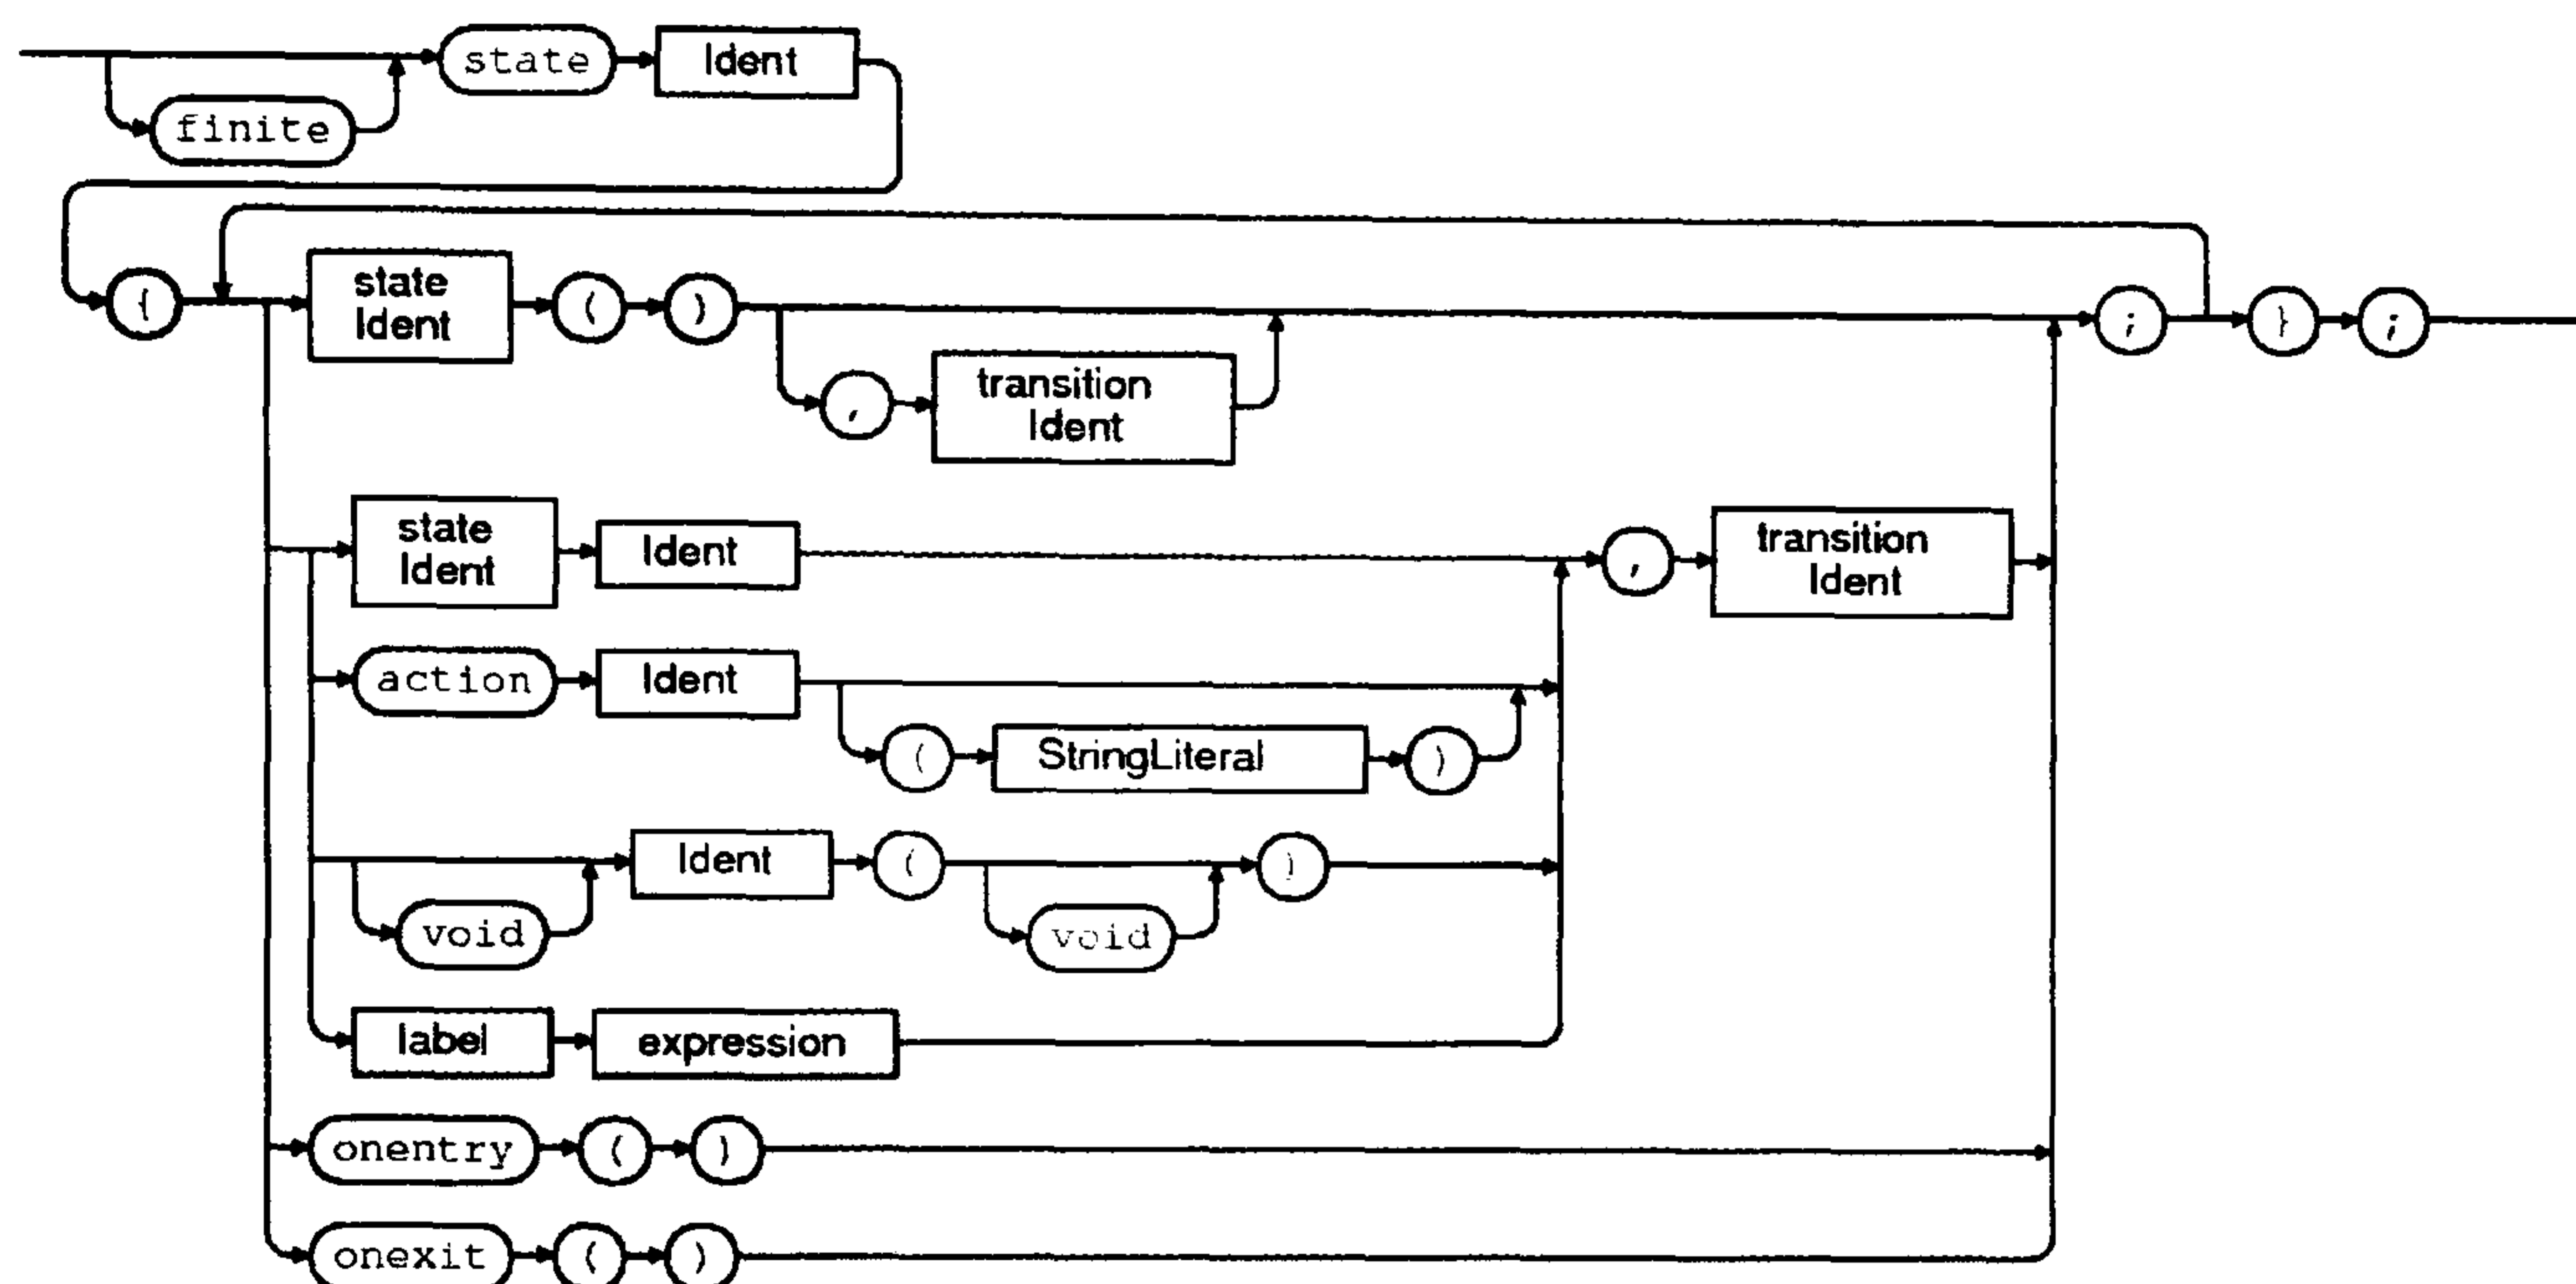 state Ident
finite
{ state Ident ( ) ; } ;
, transition Ident
state Ident Ident , transition Ident
action Ident
( StringLiteral )
Ident ( )
void void
label expression
onentry ( )
onexit ( )